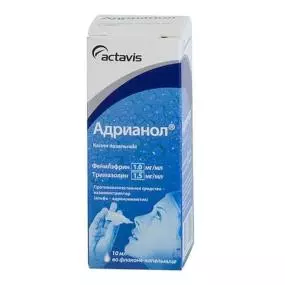 actavis
Адрианол®
Капли назальные
Фенилэфрин 1.0 мг/мл
Трамазолин 1.5 мг/мл
Противоконгестивное средство -
вазоконстриктор
(альфа - адреномиметик)
10 мл
во флаконе-капельнице